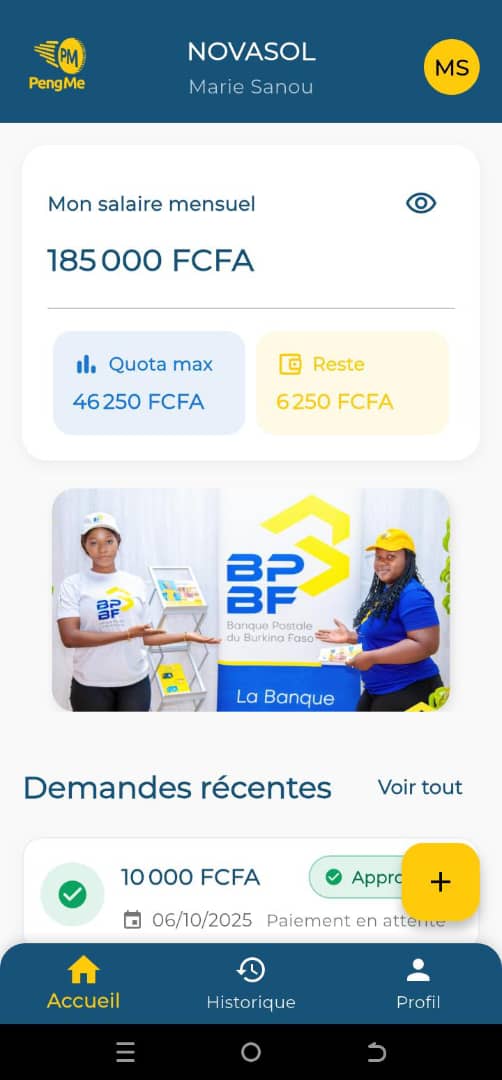 PM
PengMe
NOVASOL
Marie Sanou
MS
Mon salaire mensuel
185 000 FCFA
Quota max
46 250 FCFA
Reste
6 250 FCFA
BP
BF
BP
BF
Banque Postale
du Burkina Faso
La Banque
Demandes récentes
Voir tout
10 000 FCFA
Appro
06/10/2025
Paiement en attente
+
Accueil
Historique
Profil